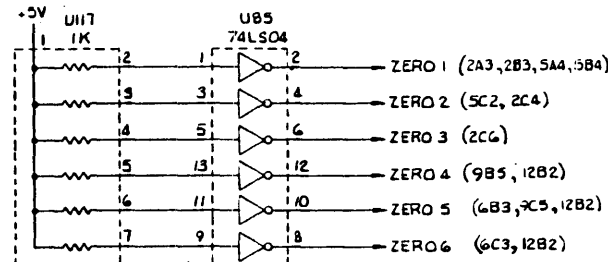 +5V
U117
1K
U85
74LS04
1
2 1 2 ZERO 1 (2A3, 2B3, 5A4, 5B4)
3 3 4 ZERO 2 (5C2, 2C4)
4 5 6 ZERO 3 (2C6)
5 13 12 ZERO 4 (9B5, 12B2)
6 11 10 ZERO 5 (6B3, 9C5, 12B2)
7 9 8 ZERO 6 (6C3, 12B2)